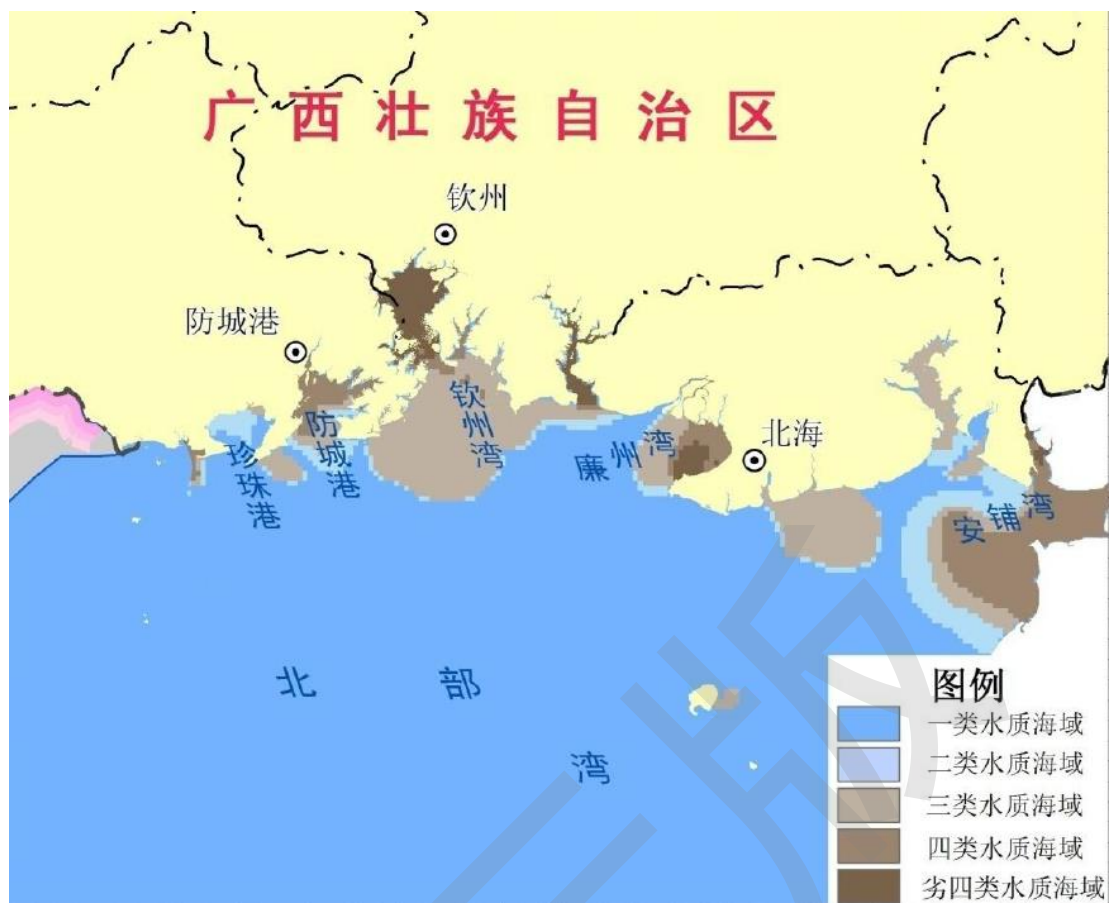 广西壮族自治区
钦州
防城港
钦州湾
防城港
珍珠港
廉州湾
北海
安铺湾
北部湾
图例
一类水质海域
二类水质海域
三类水质海域
四类水质海域
劣四类水质海域